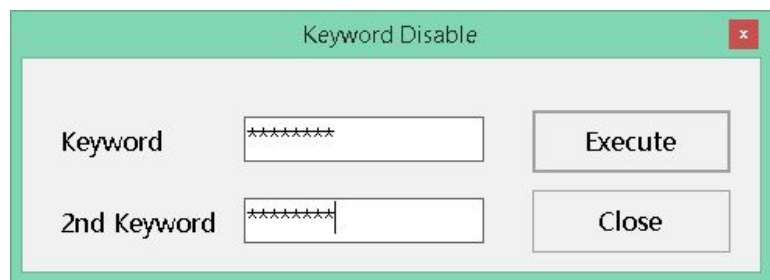 Keyword Disable
x
Keyword ******** Execute
2nd Keyword ******** Close